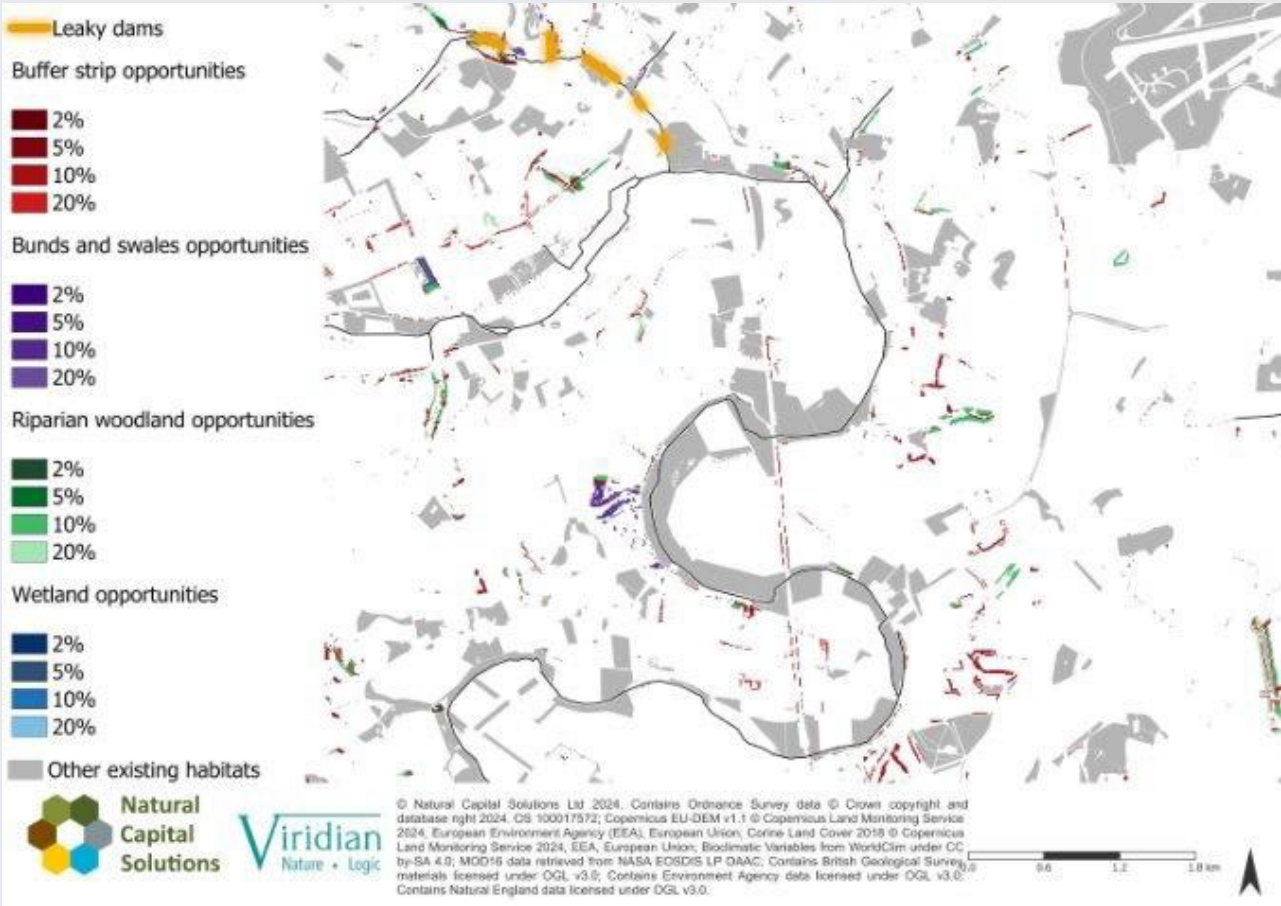 Leaky dams
Buffer strip opportunities
2%
5%
10%
20%
Bunds and swales opportunities
2%
5%
10%
20%
Riparian woodland opportunities
2%
5%
10%
20%
Wetland opportunities
2%
5%
10%
20%
Other existing habitats
Natural
Capital
Solutions
Viridian
Nature • Logic
© Natural Capital Solutions Ltd 2024. Contains Ordnance Survey data © Crown copyright and
database right 2024. OS 100017572; Copernicus EU-DEM v1.1 © Copernicus Land Monitoring Service
2024, European Environment Agency (EEA), European Union; Corine Land Cover 2018 © Copernicus
Land Monitoring Service 2024, EEA, European Union; Bioclimatic Variables from WorldClim under CC
by-SA 4.0; MOD16 data retrieved from NASA EOSDIS LP DAAC; Contains British Geological Survey
materials licensed under OGL v3.0; Contains Environment Agency data licensed under OGL v3.0;
Contains Natural England data licensed under OGL v3.0.
0.0 0.6 1.2 1.8 km